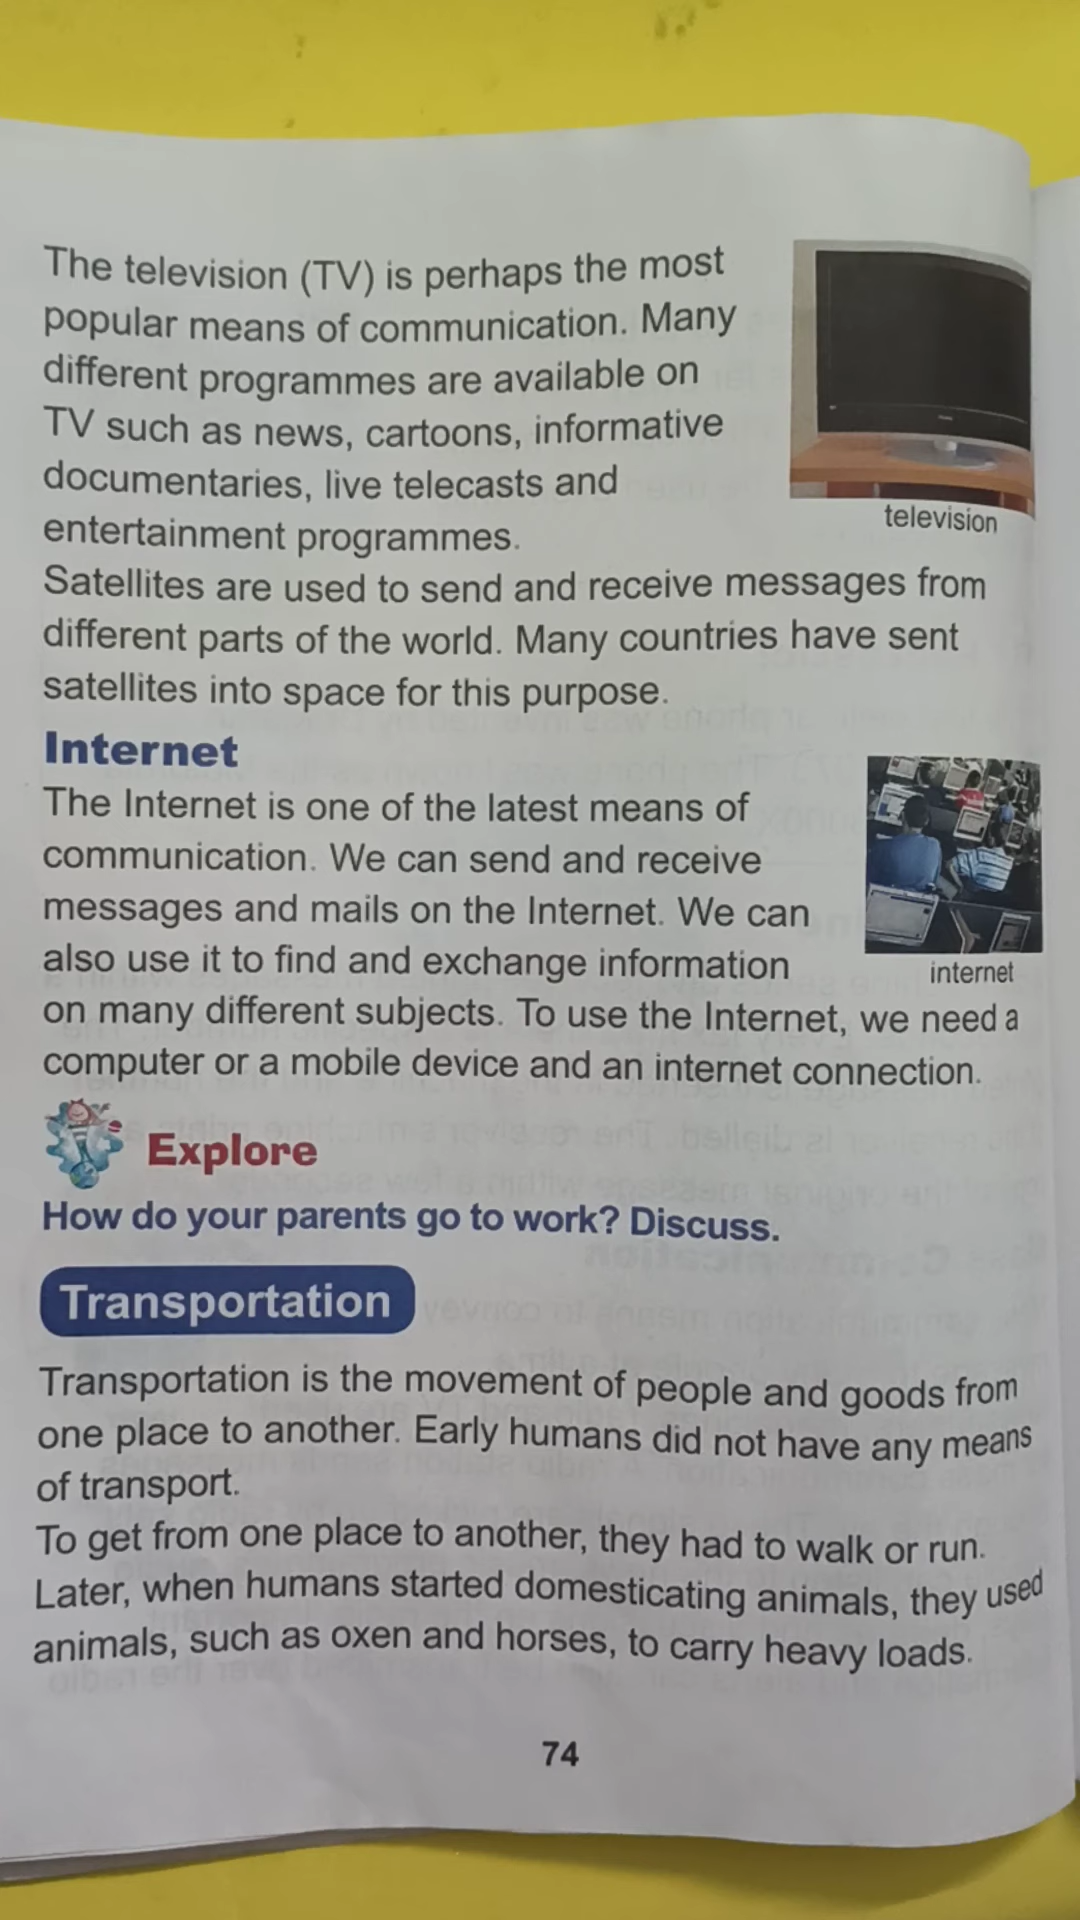 The television (TV) is perhaps the most
popular means of communication. Many
different programmes are available on
TV such as news, cartoons, informative
documentaries, live telecasts and
entertainment programmes.
television
Satellites are used to send and receive messages from
different parts of the world. Many countries have sent
satellites into space for this purpose.
Internet
The Internet is one of the latest means of
communication. We can send and receive
messages and mails on the Internet. We can
also use it to find and exchange information
internet
on many different subjects. To use the Internet, we need a
computer or a mobile device and an internet connection.
Explore
How do your parents go to work? Discuss.
Transportation
Transportation is the movement of people and goods from
one place to another. Early humans did not have any means
of transport.
To get from one place to another, they had to walk or run.
Later, when humans started domesticating animals, they used
animals, such as oxen and horses, to carry heavy loads.
74